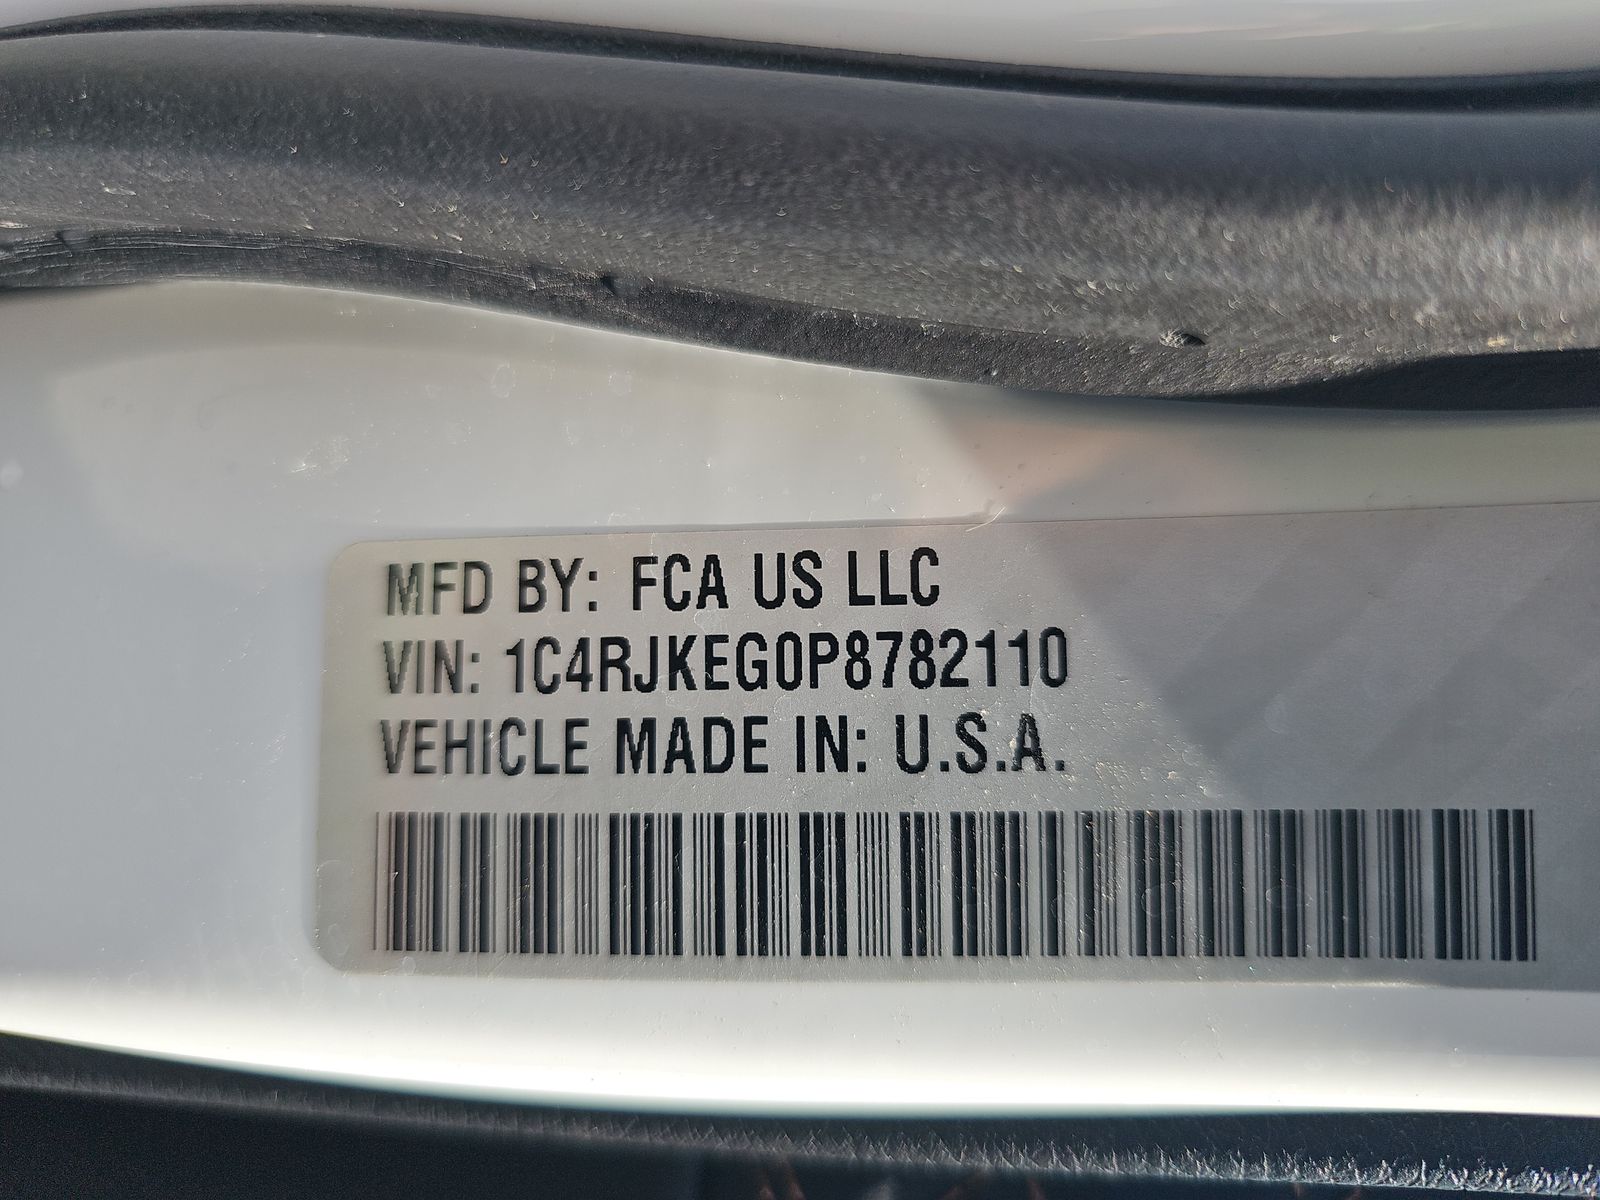 MFD BY: FCA US LLC
VIN: 1C4RJKEG0P8782110
VEHICLE MADE IN: U.S.A.